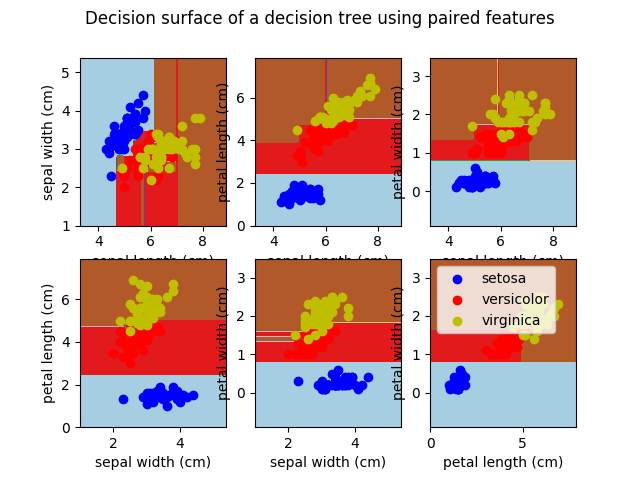 Decision surface of a decision tree using paired features
5
4
3
2
1
sepal width (cm)
4
6
8
sepal length (cm)
6
4
2
0
petal length (cm)
4
6
8
sepal length (cm)
3
2
1
0
petal width (cm)
4
6
8
sepal length (cm)
6
4
2
0
petal length (cm)
2
4
sepal width (cm)
3
2
1
0
petal width (cm)
2
4
sepal width (cm)
3
2
1
0
petal width (cm)
0
5
petal length (cm)
setosa
versicolor
virginica